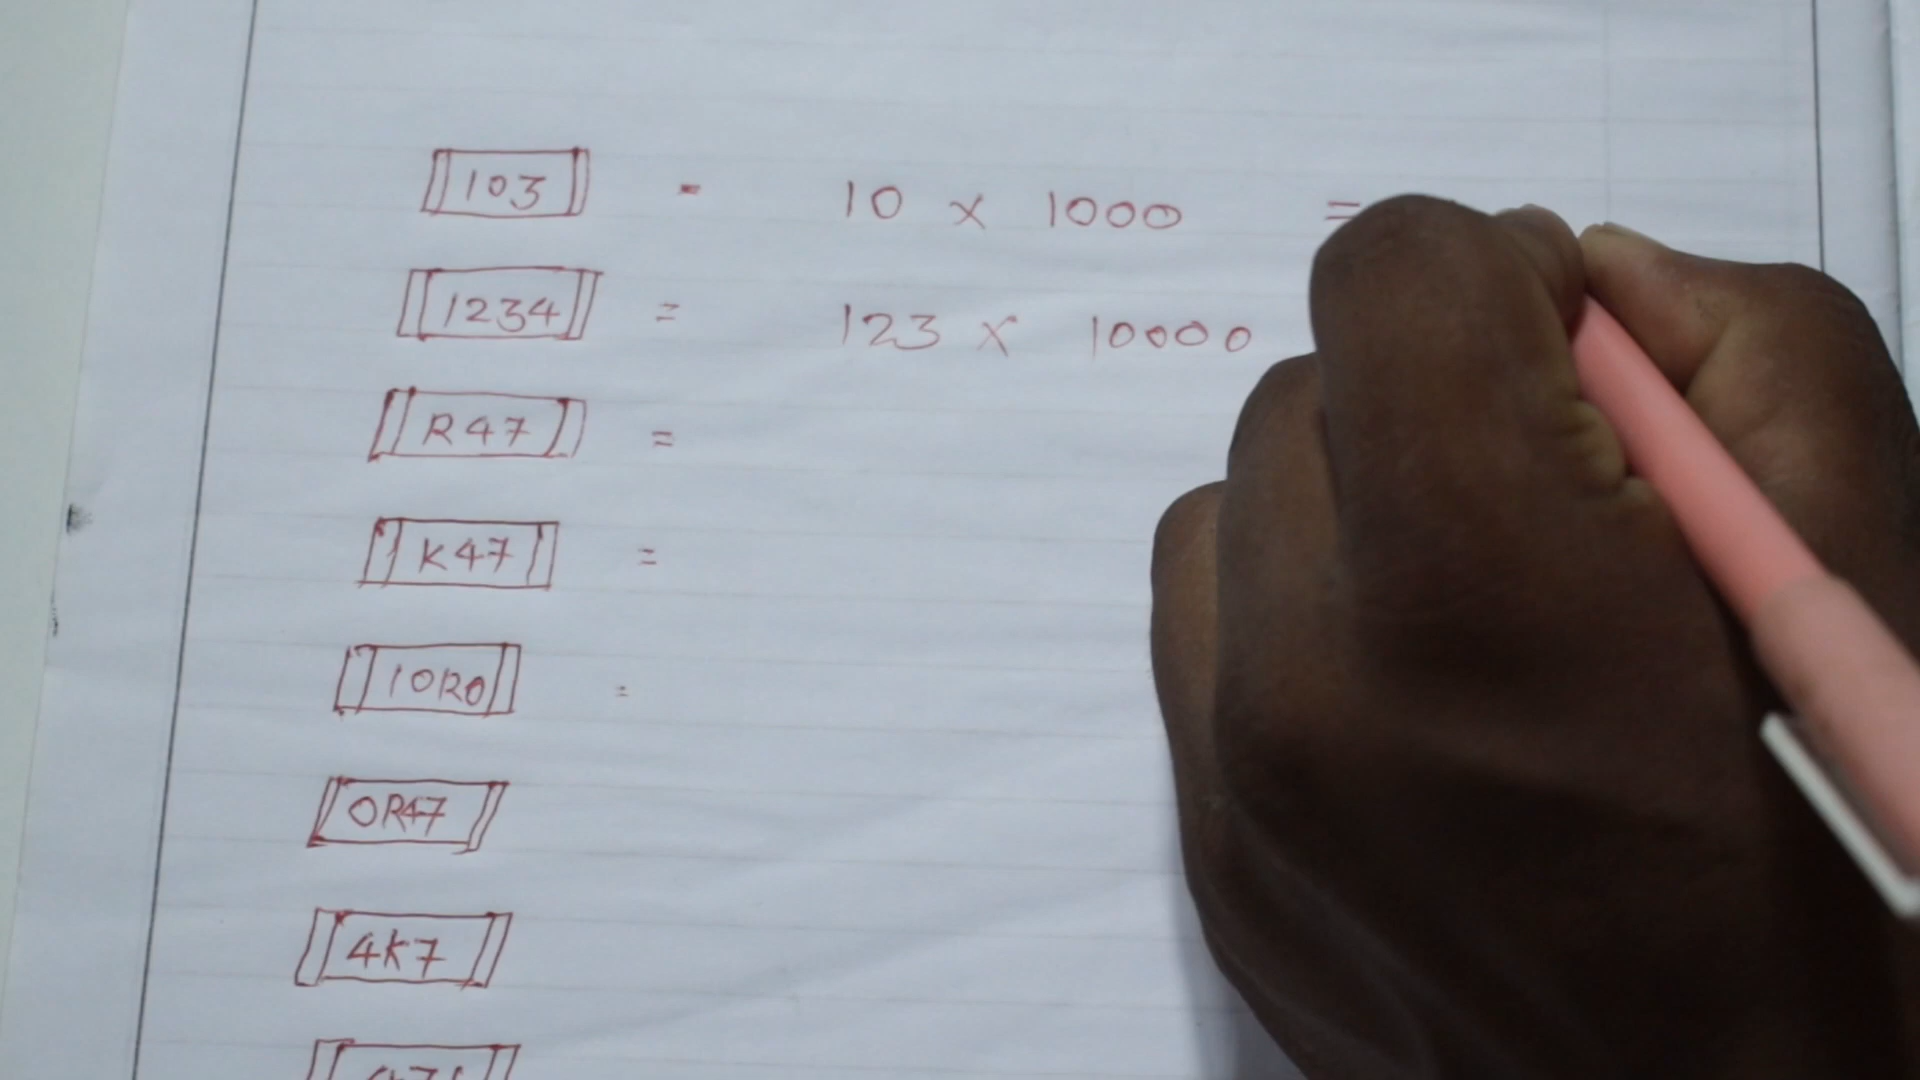 103 = 10 x 1000 =
1234 = 123 x 10000
R47 =
K47 =
10R0 =
0R47
4K7